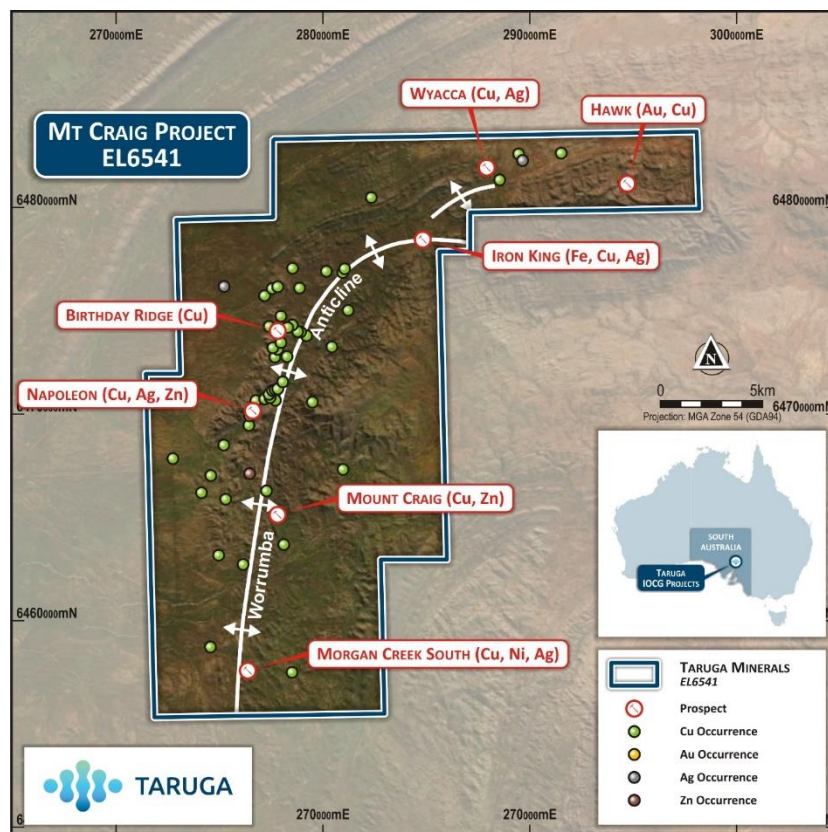 270000mE
280000mE
290000mE
300000mE
MT CRAIG PROJECT
EL6541
WYACCA (Cu, Ag)
HAWK (Au, Cu)
6480000mN
6480000mN
IRON KING (Fe, Cu, Ag)
Anticline
BIRTHDAY RIDGE (Cu)
N
0 5km
Projection: MGA Zone 54 (GDA94)
NAPOLEON (Cu, Ag, Zn)
6470000mN
6470000mN
MOUNT CRAIG (Cu, Zn)
Worrumba
SOUTH
AUSTRALIA
TARUGA
IOCG PROJECTS
6460000mN
MORGAN CREEK SOUTH (Cu, Ni, Ag)
TARUGA MINERALS
EL6541
Prospect
Cu Occurrence
Au Occurrence
Ag Occurrence
Zn Occurrence
TARUGA
270000mE
270000mE